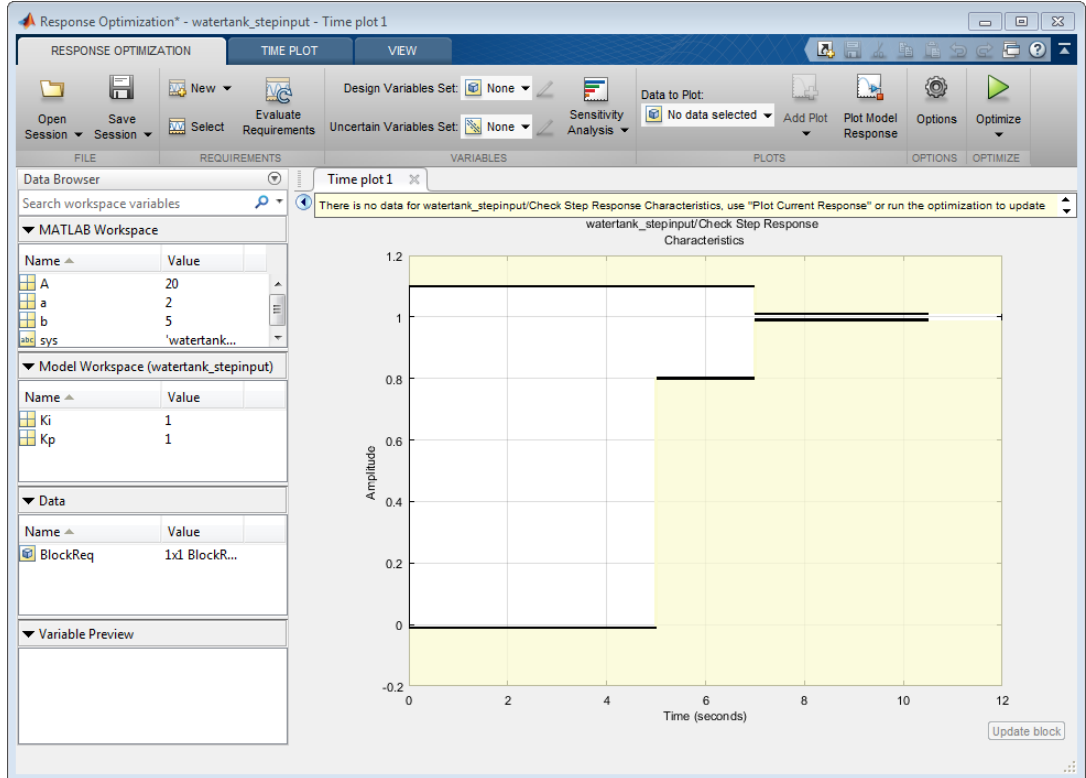 Response Optimization* - watertank_stepinput - Time plot 1
RESPONSE OPTIMIZATION TIME PLOT VIEW
Open Session
Save Session
New
Select
Evaluate Requirements
Design Variables Set: None
Uncertain Variables Set: None
Sensitivity Analysis
Data to Plot:
No data selected
Add Plot
Plot Model Response
Options
Optimize
FILE REQUIREMENTS VARIABLES PLOTS OPTIONS OPTIMIZE
Data Browser
Search workspace variables
MATLAB Workspace
Name Value
A 20
a 2
b 5
abc sys 'watertank...
Model Workspace (watertank_stepinput)
Name Value
Ki 1
Kp 1
Data
Name Value
BlockReq 1x1 BlockR...
Variable Preview
Time plot 1
There is no data for watertank_stepinput/Check Step Response Characteristics, use "Plot Current Response" or run the optimization to update
watertank_stepinput/Check Step Response
Characteristics
1.2
1
0.8
0.6
0.4
0.2
0
-0.2
Amplitude
0 2 4 6 8 10 12
Time (seconds)
Update block